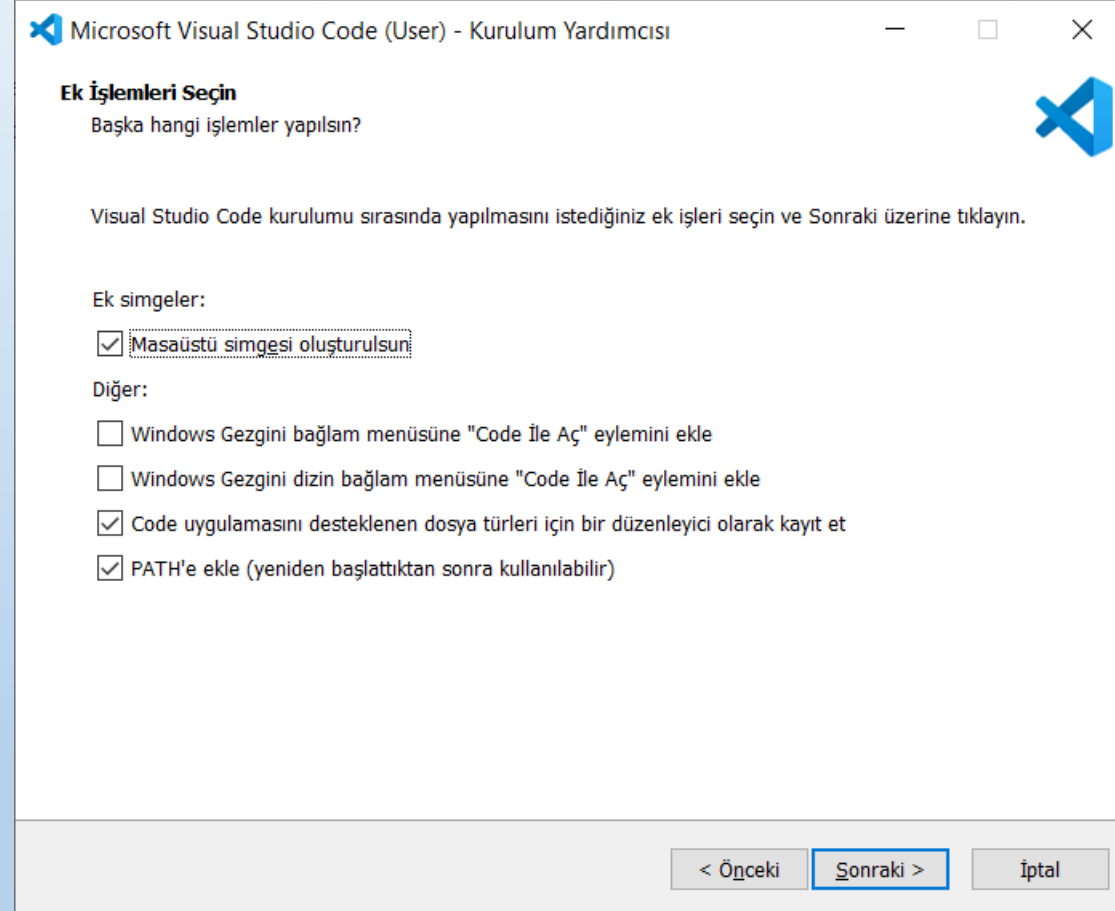 Microsoft Visual Studio Code (User) - Kurulum Yardımcısı
Ek İşlemleri Seçin
Başka hangi işlemler yapılsın?
Visual Studio Code kurulumu sırasında yapılmasını istediğiniz ek işleri seçin ve Sonraki üzerine tıklayın.
Ek simgeler:
Masaüstü simgesi oluşturulsun
Diğer:
Windows Gezgini bağlam menüsüne "Code İle Aç" eylemini ekle
Windows Gezgini dizin bağlam menüsüne "Code İle Aç" eylemini ekle
Code uygulamasını desteklenen dosya türleri için bir düzenleyici olarak kayıt et
PATH'e ekle (yeniden başlattıktan sonra kullanılabilir)
< Önceki Sonraki > İptal